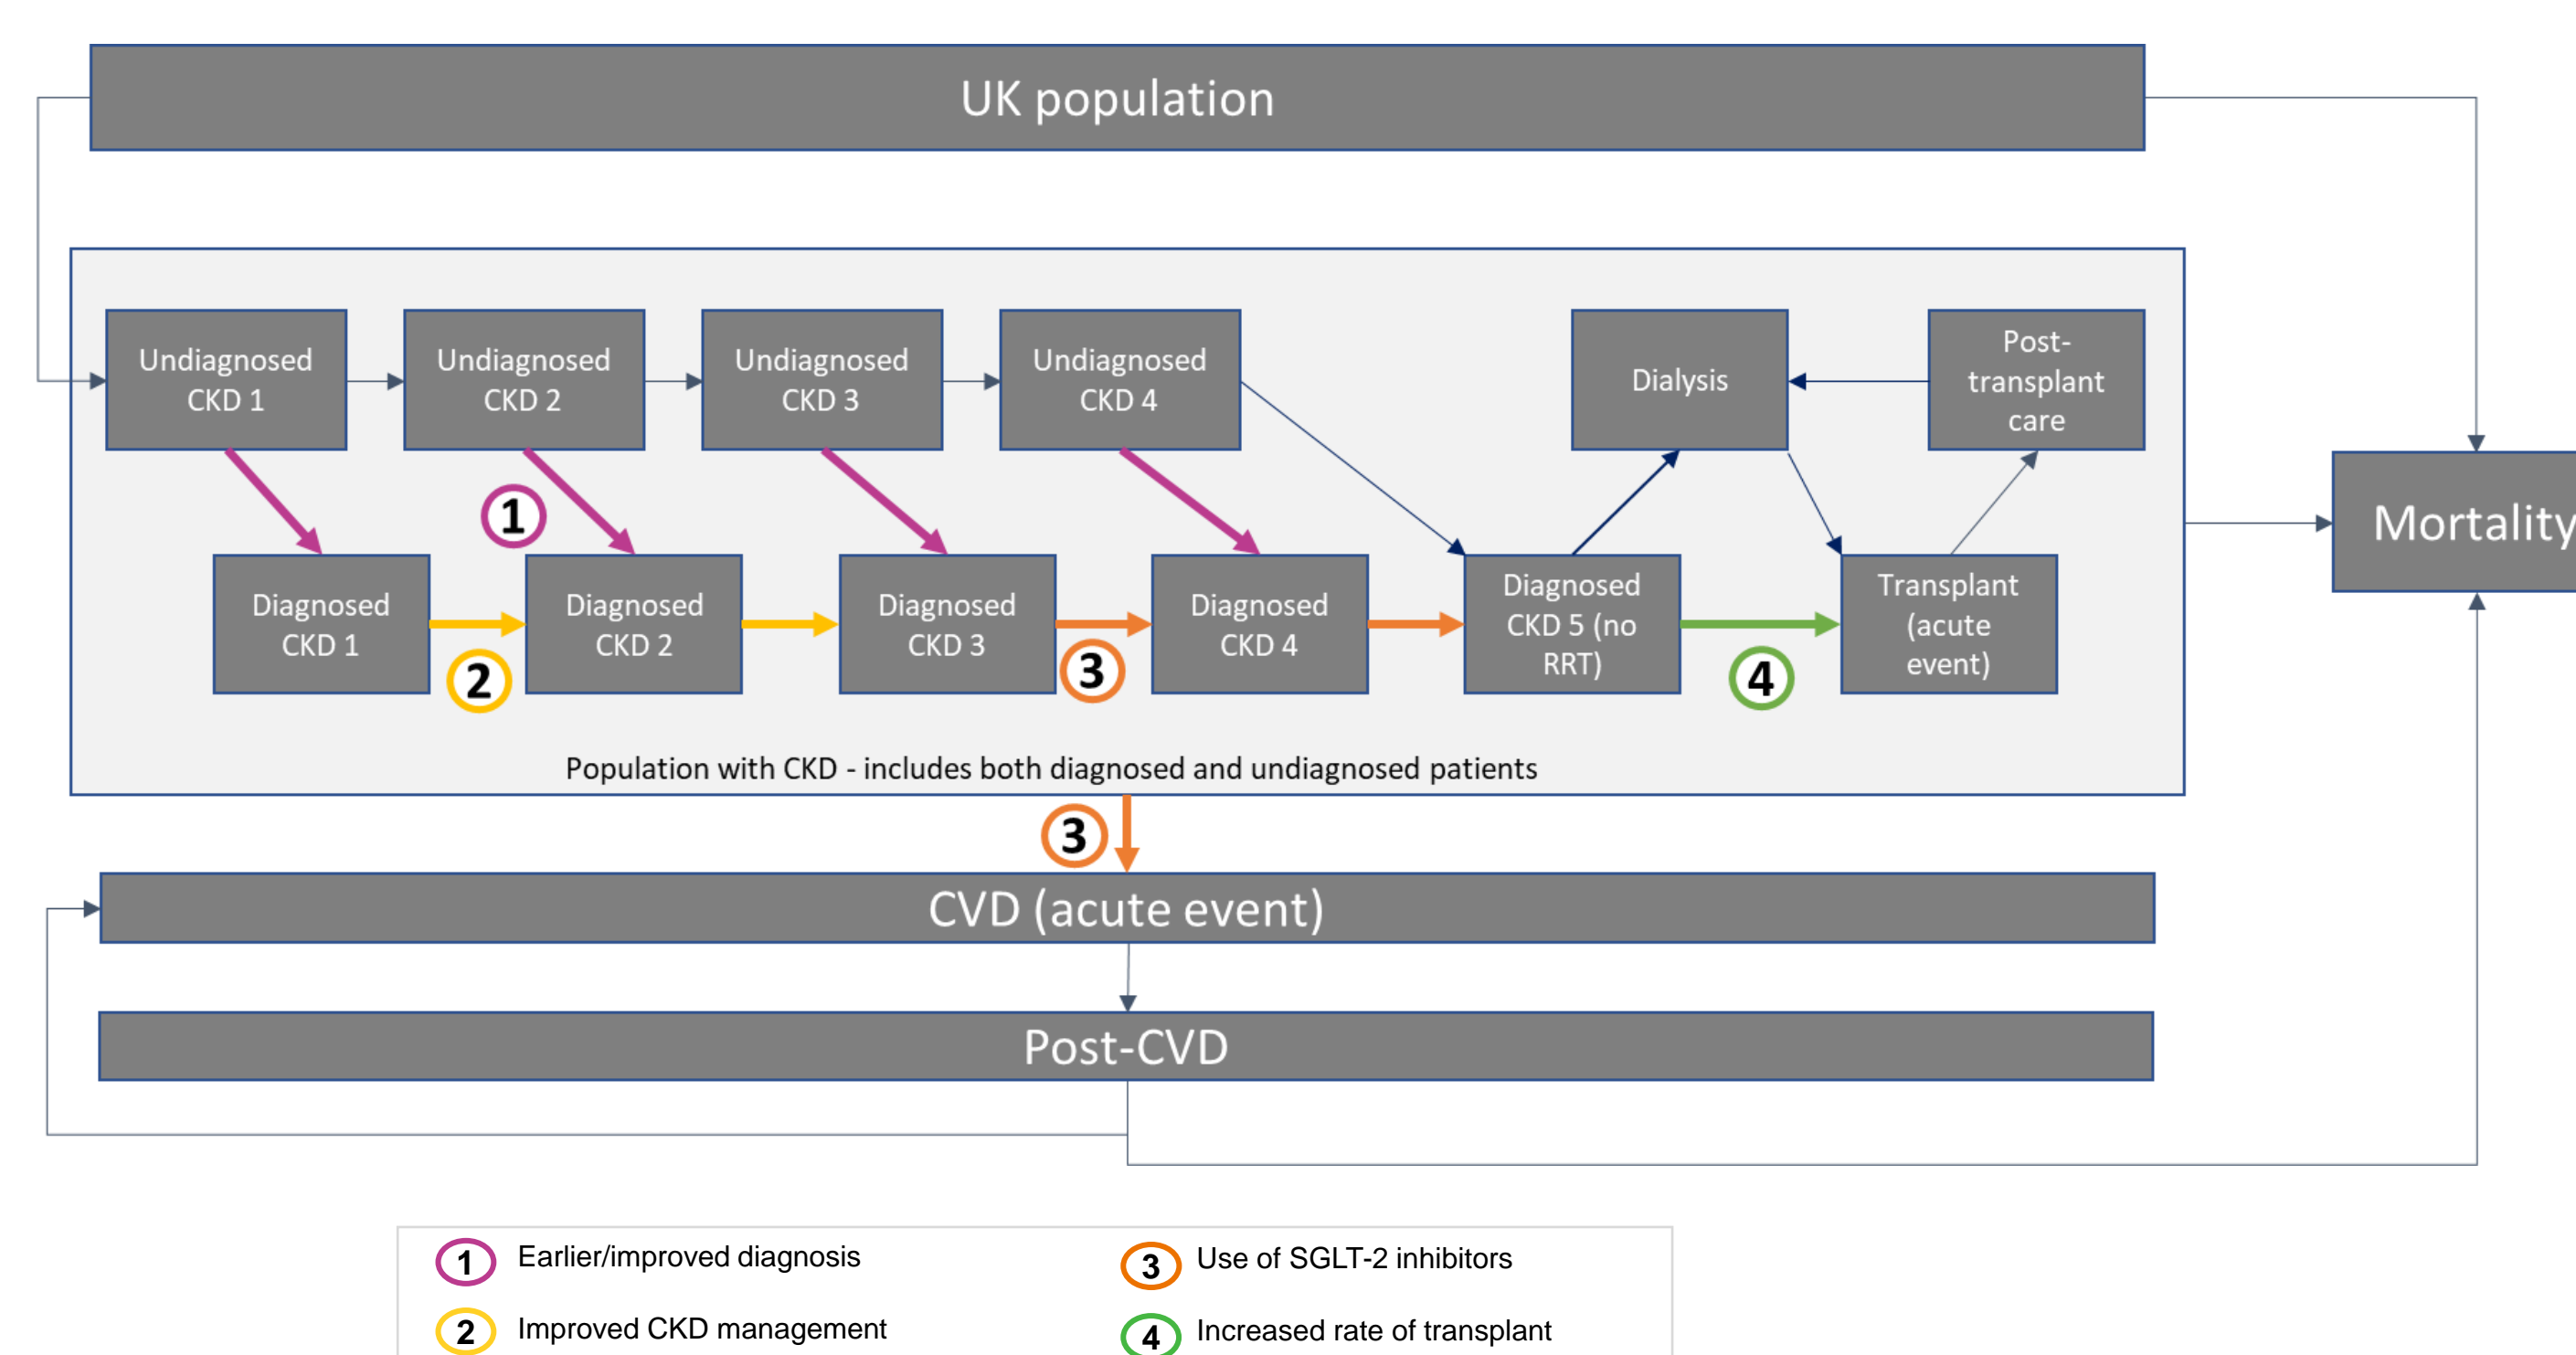 UK population
Undiagnosed
CKD 1
Undiagnosed
CKD 2
Undiagnosed
CKD 3
Undiagnosed
CKD 4
Dialysis
Post-
transplant
care
1
Mortality
Diagnosed
CKD 1
Diagnosed
CKD 2
Diagnosed
CKD 3
Diagnosed
CKD 4
Diagnosed
CKD 5 (no
RRT)
Transplant
(acute
event)
2
3
4
Population with CKD - includes both diagnosed and undiagnosed patients
3
CVD (acute event)
Post-CVD
1 Earlier/improved diagnosis
3 Use of SGLT-2 inhibitors
2 Improved CKD management
4 Increased rate of transplant